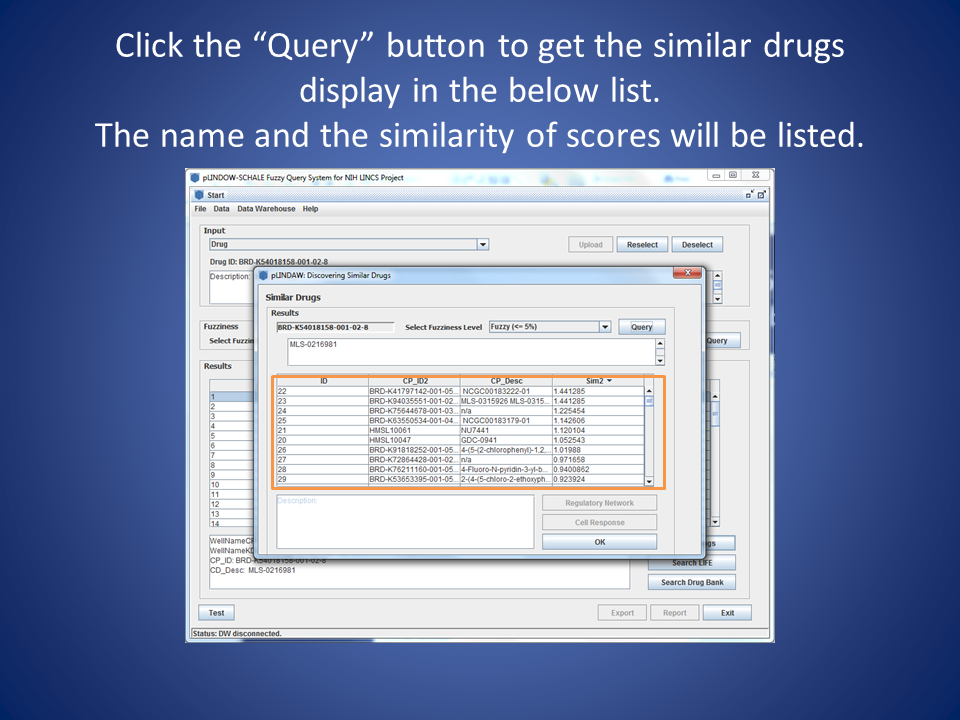 Click the “Query” button to get the similar drugs
display in the below list.
The name and the similarity of scores will be listed.
pLINDOW-SCHALE Fuzzy Query System for NIH LINCS Project
Start
File Data Data Warehouse Help
Input
Drug
Upload Reselect Deselect
Drug ID: BRD-K54018158-001-02-8
Description:
pLINDAW: Discovering Similar Drugs
Similar Drugs
Results
BRD-K54018158-001-02-8 Select Fuzziness Level Fuzzy (<= 5%) Query
MLS-0216981
ID CP_ID2 CP_Desc Sim2
22 BRD-K41797142-001-05... NCGC00183222-01 1.441285
23 BRD-K94035551-001-02... MLS-0315926 MLS-0315... 1.441285
24 BRD-K75644678-001-03... n/a 1.225454
25 BRD-K63550534-001-04... NCGC00183179-01 1.142606
21 HMSL10061 NU7441 1.120104
20 HMSL10047 GDC-0941 1.052543
26 BRD-K91818252-001-05... 4-(5-(2-chlorophenyl)-1,2,... 1.01988
27 BRD-K72864428-001-02... n/a 0.971658
28 BRD-K76211160-001-05... 4-Fluoro-N-pyridin-3-yl-b... 0.9400862
29 BRD-K53653395-001-05... 2-(4-(5-chloro-2-ethoxyph... 0.923924
Description:
Regulatory Network
Cell Response
OK
Fuzziness
Select Fuzzin
Query
Results
1
2
3
4
5
6
7
8
9
10
11
12
13
14
WellNameCP
WellNameKD
CP_ID: BRD-K54018158-001-02-8
CD_Desc: MLS-0216981
gs
Search LIFE
Search Drug Bank
Test Export Report Exit
Status: DW disconnected.